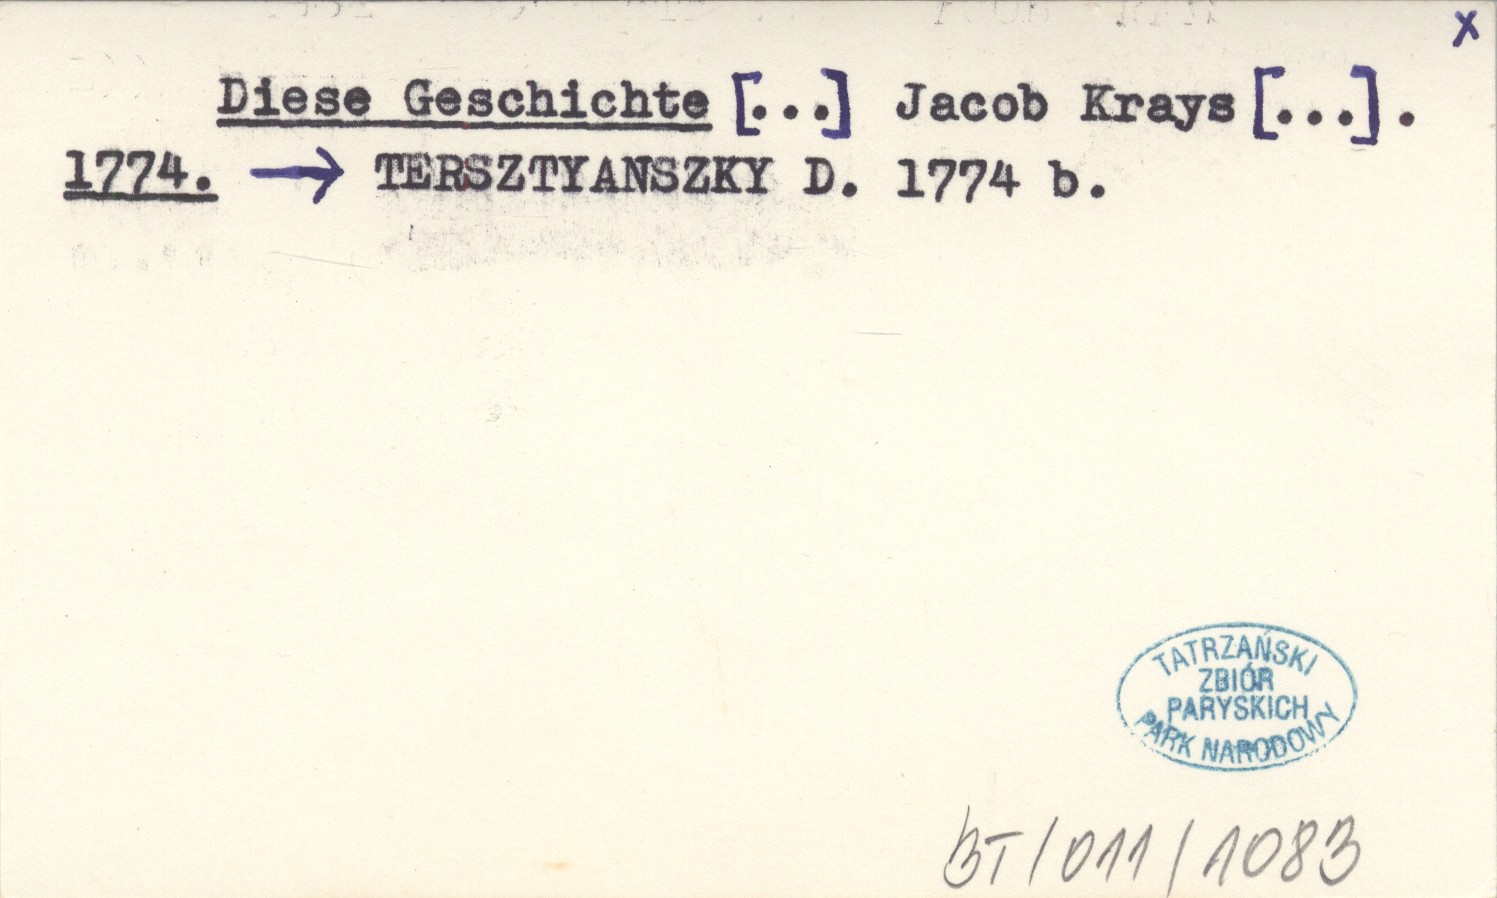 x
Diese Geschichte [...] Jacob Krays [...].
1774. → TERSZTYANSZKY D. 1774 b.
TATRZAŃSKI
ZBIÓR
PARYSKICH
PARK NARODOWY
BT/011/1083